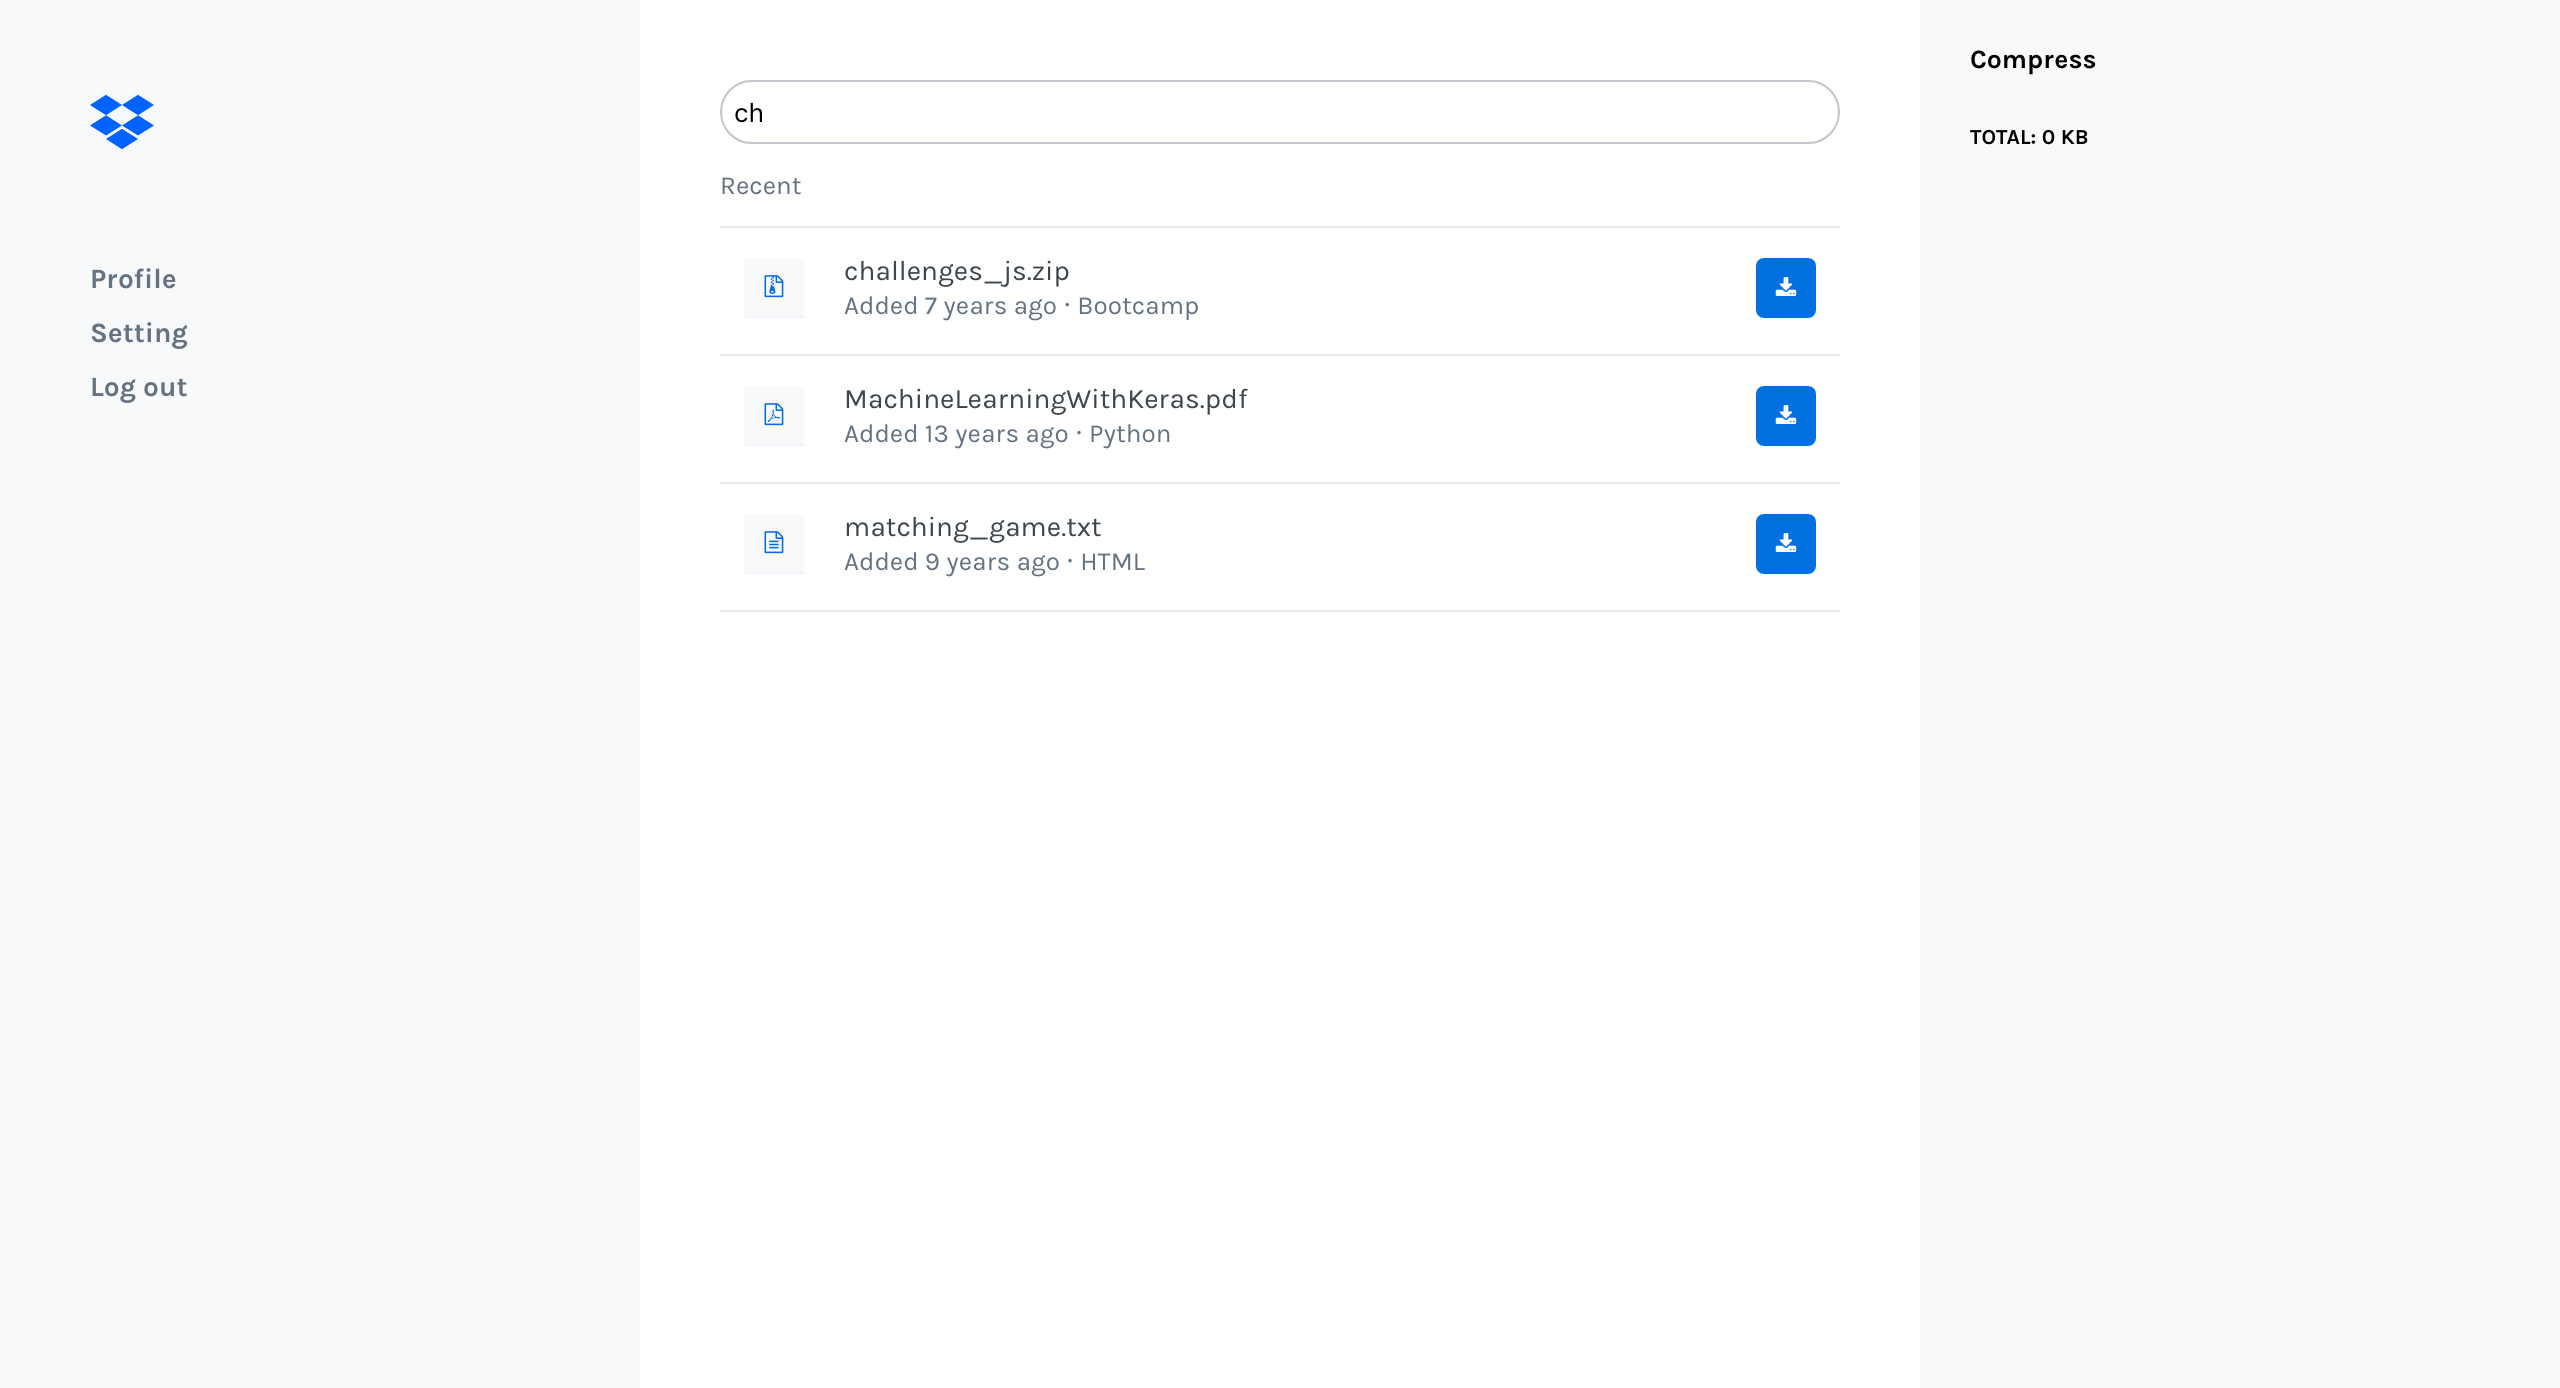 Profile
Setting
Log out
ch
Recent
challenges_js.zip
Added 7 years ago · Bootcamp
MachineLearningWithKeras.pdf
Added 13 years ago · Python
matching_game.txt
Added 9 years ago · HTML
Compress
TOTAL: 0 KB